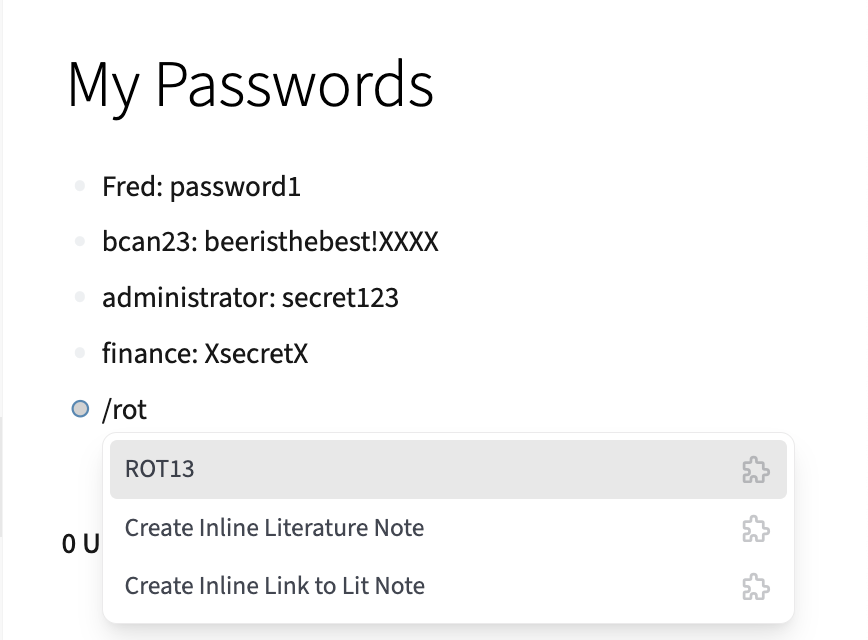 My Passwords
Fred: password1
bcan23: beeristhebest!XXXX
administrator: secret123
finance: XsecretX
/rot
ROT13
Create Inline Literature Note
0 U
Create Inline Link to Lit Note